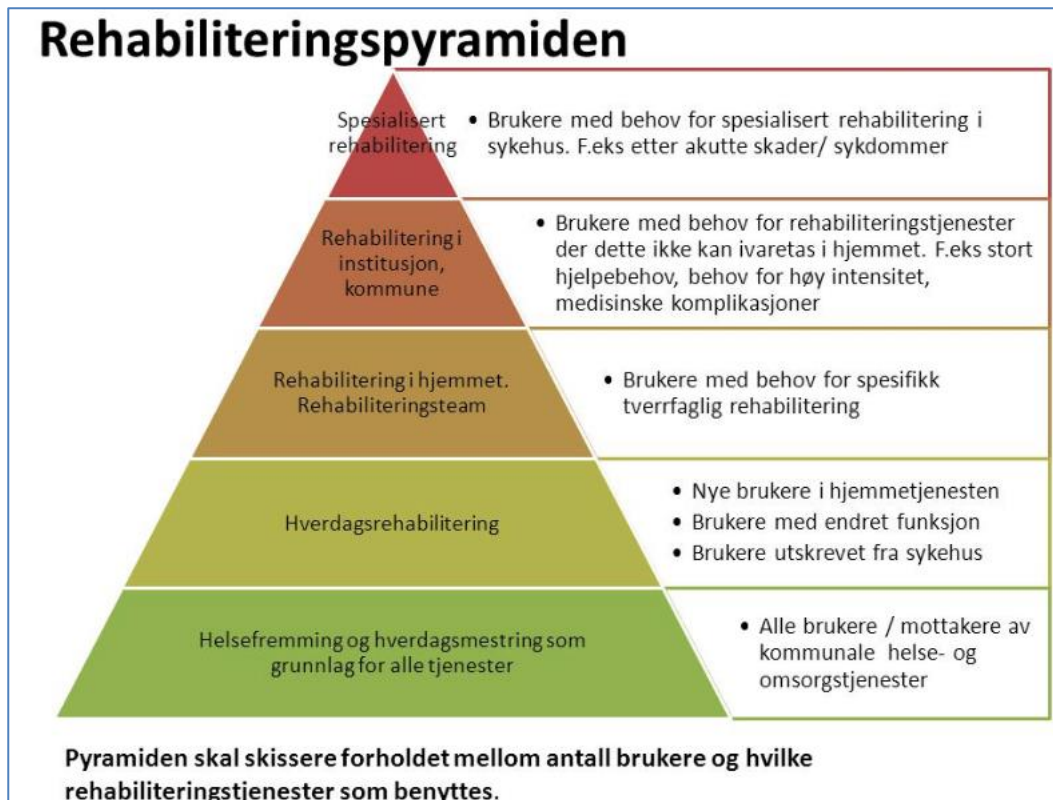 Rehabiliteringspyramiden
Spesialisert
rehabilitering
• Brukere med behov for spesialisert rehabilitering i
sykehus. F.eks etter akutte skader/ sykdommer
Rehabilitering i
institusjon,
kommune
• Brukere med behov for rehabiliteringstjenester
der dette ikke kan ivaretas i hjemmet. F.eks stort
hjelpebehov, behov for høy intensitet,
medisinske komplikasjoner
Rehabilitering i hjemmet.
Rehabiliteringsteam
• Brukere med behov for spesifikk
tverrfaglig rehabilitering
Hverdagsrehabilitering
• Nye brukere i hjemmetjenesten
• Brukere med endret funksjon
• Brukere utskrevet fra sykehus
Helsefremming og hverdagsmestring som
grunnlag for alle tjenester
• Alle brukere / mottakere av
kommunale helse- og
omsorgstjenester
Pyramiden skal skissere forholdet mellom antall brukere og hvilke
rehabiliteringstjenester som benyttes.